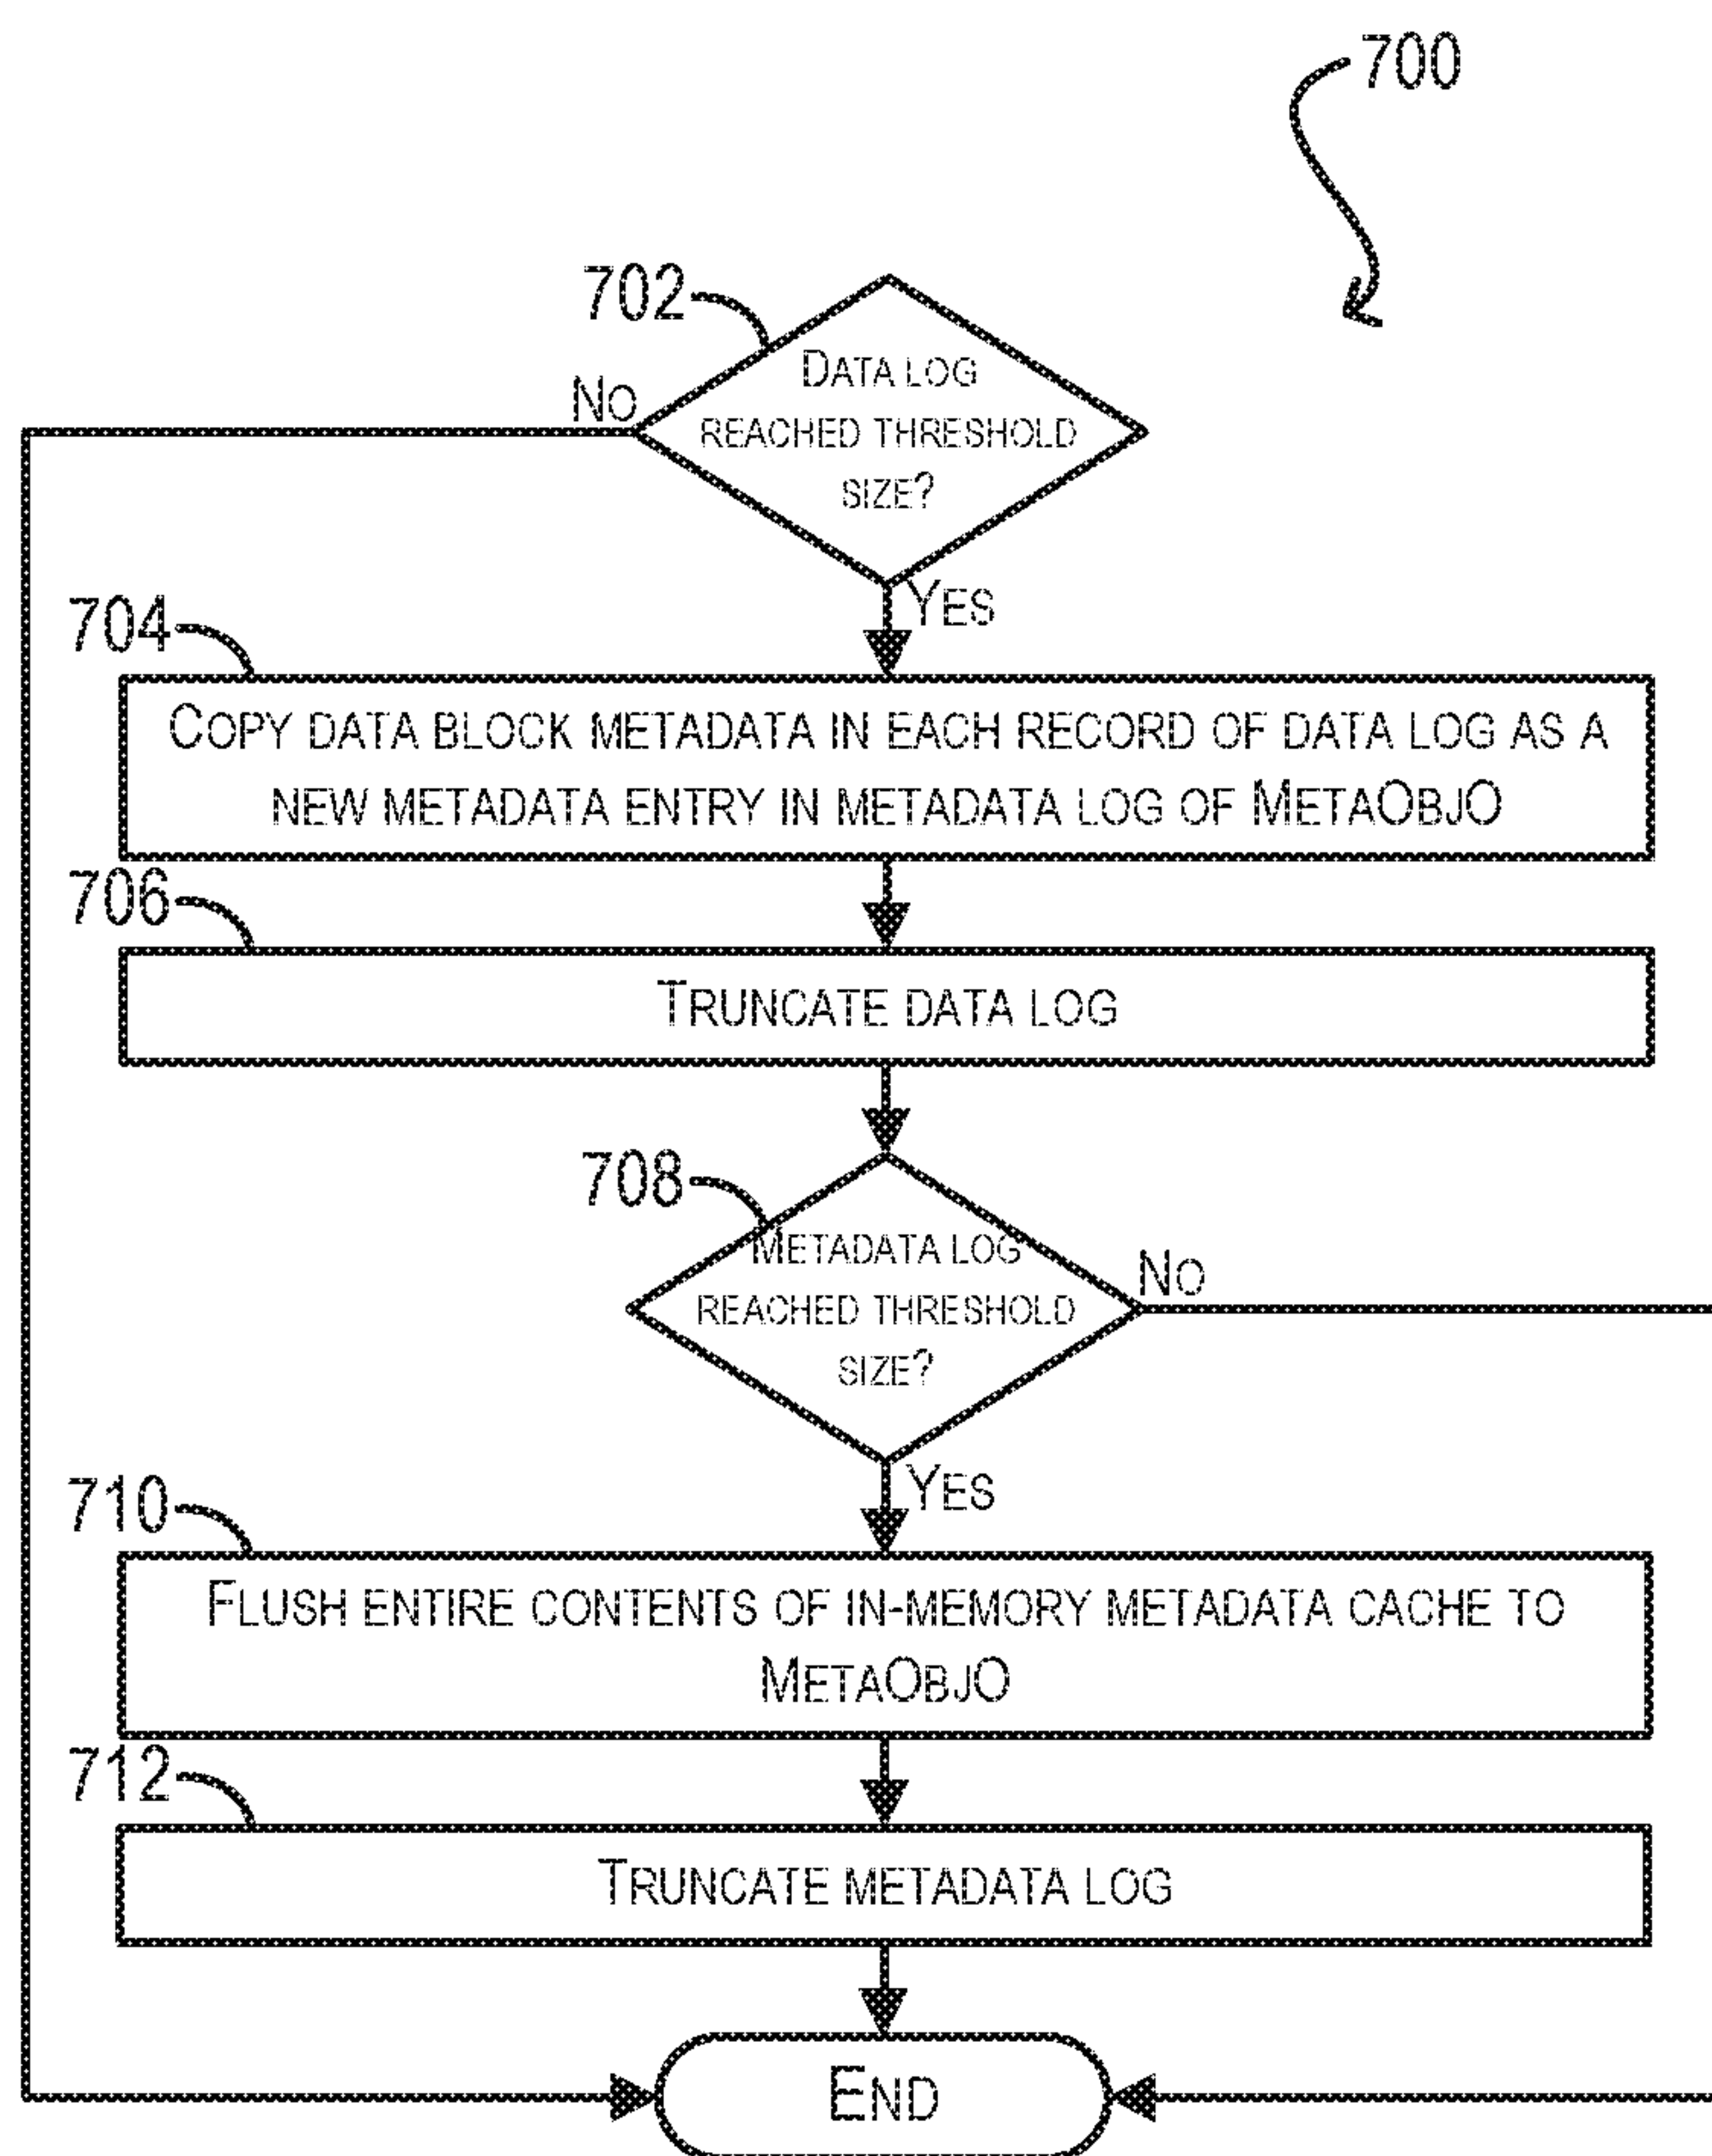 700
702
No
Data log
reached threshold
size?
Yes
704
Copy data block metadata in each record of data log as a
new metadata entry in metadata log of MetaObjO
706
Truncate data log
708
Metadata log
reached threshold
size?
No
Yes
710
Flush entire contents of in-memory metadata cache to
MetaObjO
712
Truncate metadata log
End